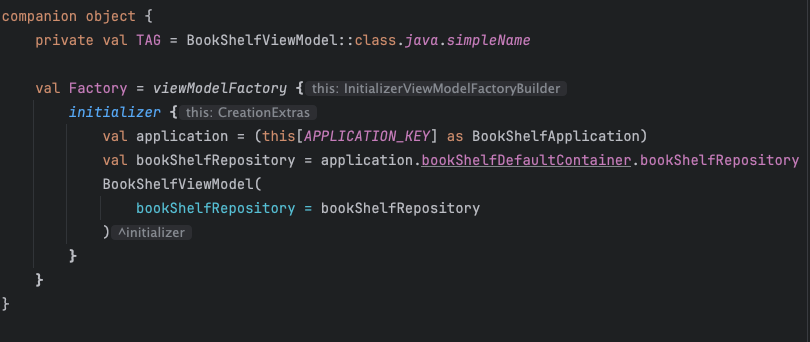 companion object {
private val TAG = BookShelfViewModel::class.java.simpleName
val Factory = viewModelFactory { this: InitializerViewModelFactoryBuilder
initializer { this: CreationExtras
val application = (this[APPLICATION_KEY] as BookShelfApplication)
val bookShelfRepository = application.bookShelfDefaultContainer.bookShelfRepository
BookShelfViewModel(
bookShelfRepository = bookShelfRepository
) ^initializer
}
}
}